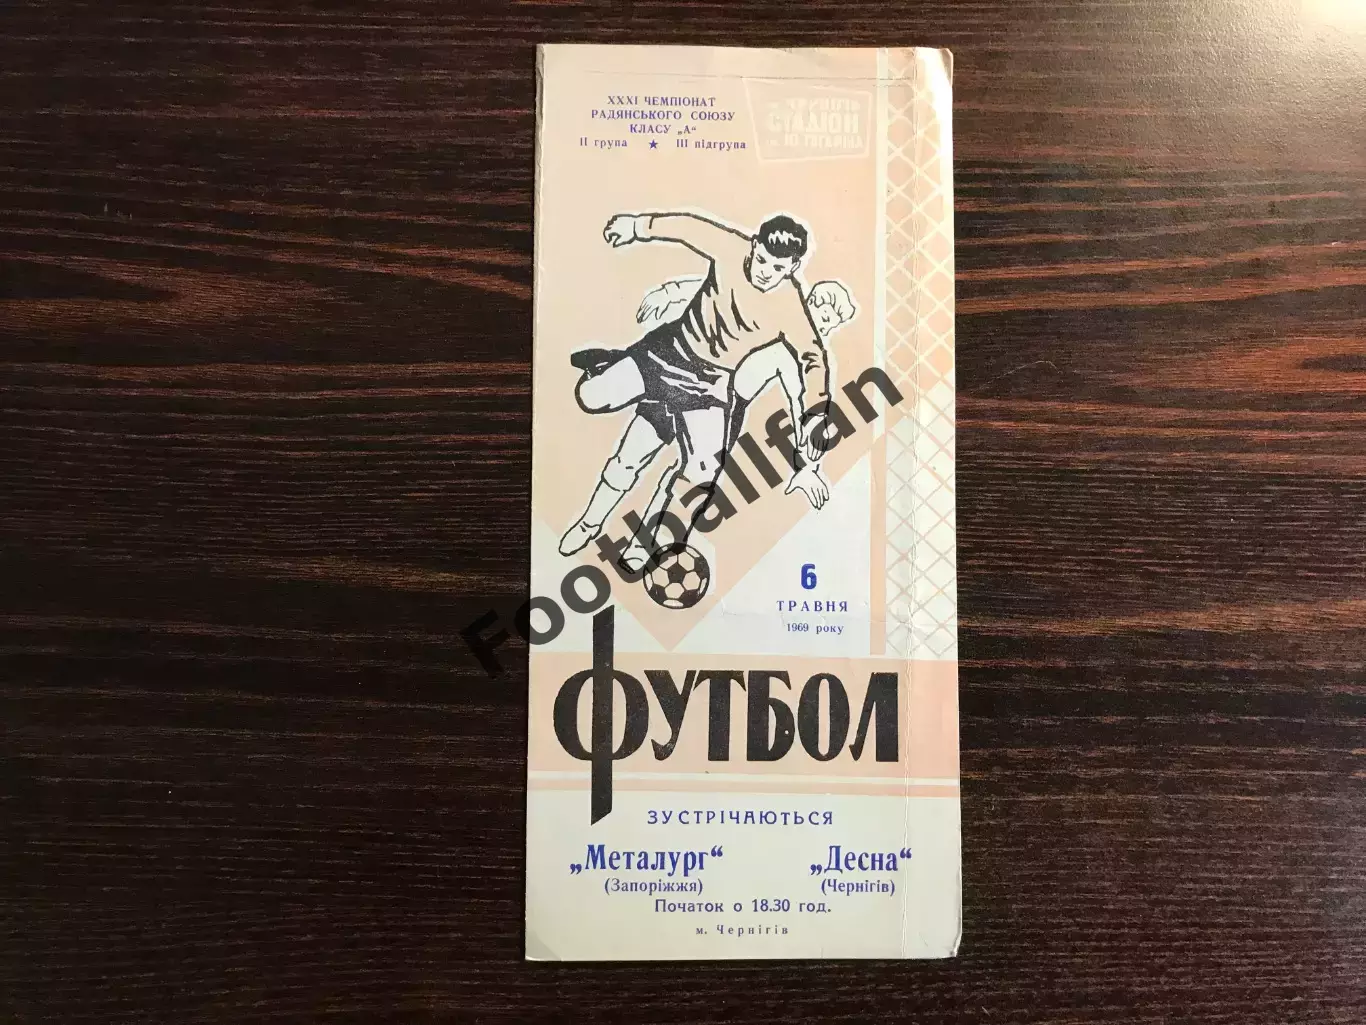 XXXI ЧЕМПІОНАТ
РАДЯНСЬКОГО СОЮЗУ
КЛАСУ „А“
II група ★ III підгрупа
СТАДІОН
6
ТРАВНЯ
1969 року
ФУТБОЛ
ЗУСТРІЧАЮТЬСЯ
„Металург“ „Десна“
(Запоріжжя) (Чернігів)
Початок о 18.30 год.
м. Чернігів
Footballfan